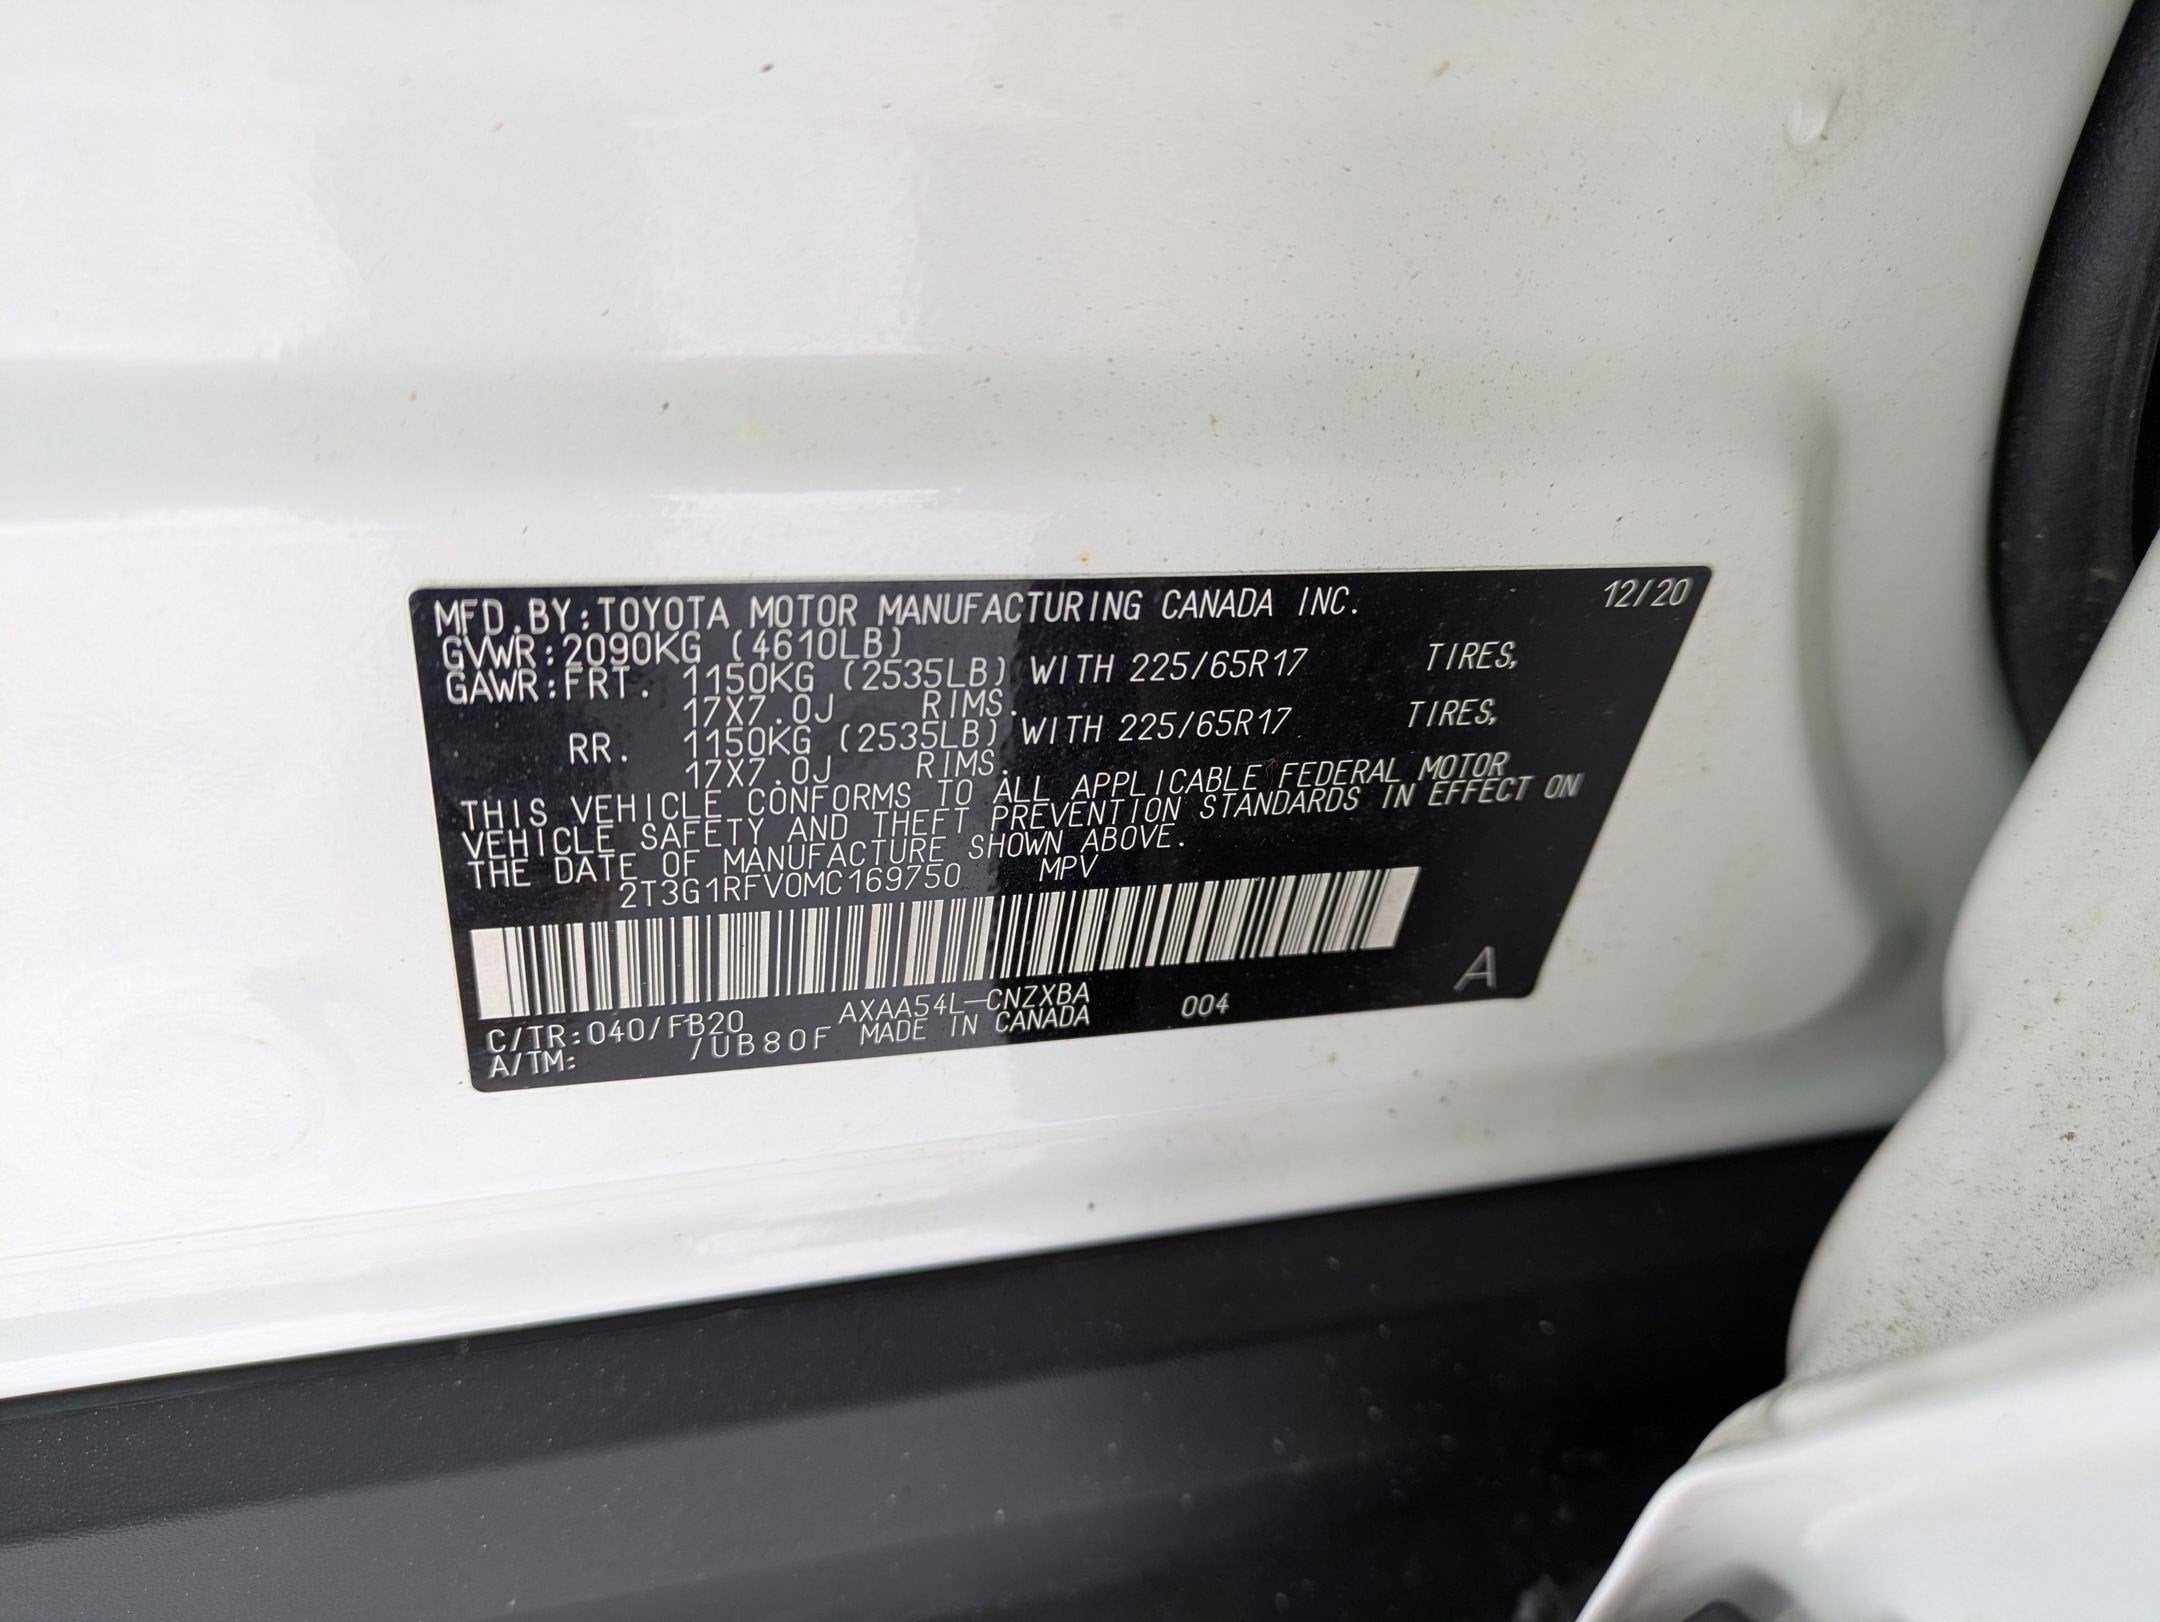 MFD.BY:TOYOTA MOTOR MANUFACTURING CANADA INC. 12/20
GVWR:2090KG (4610LB)
GAWR:FRT. 1150KG (2535LB) WITH 225/65R17 TIRES,
17X7.0J RIMS.
RR. 1150KG (2535LB) WITH 225/65R17 TIRES,
17X7.0J RIMS.
THIS VEHICLE CONFORMS TO ALL APPLICABLE FEDERAL MOTOR
VEHICLE SAFETY AND THEFT PREVENTION STANDARDS IN EFFECT ON
THE DATE OF MANUFACTURE SHOWN ABOVE.
2T3G1RFV0MC169750 MPV
C/TR:040/FB20 AXAA54L-CNZXBA 004 A
A/TM: /UB80F MADE IN CANADA